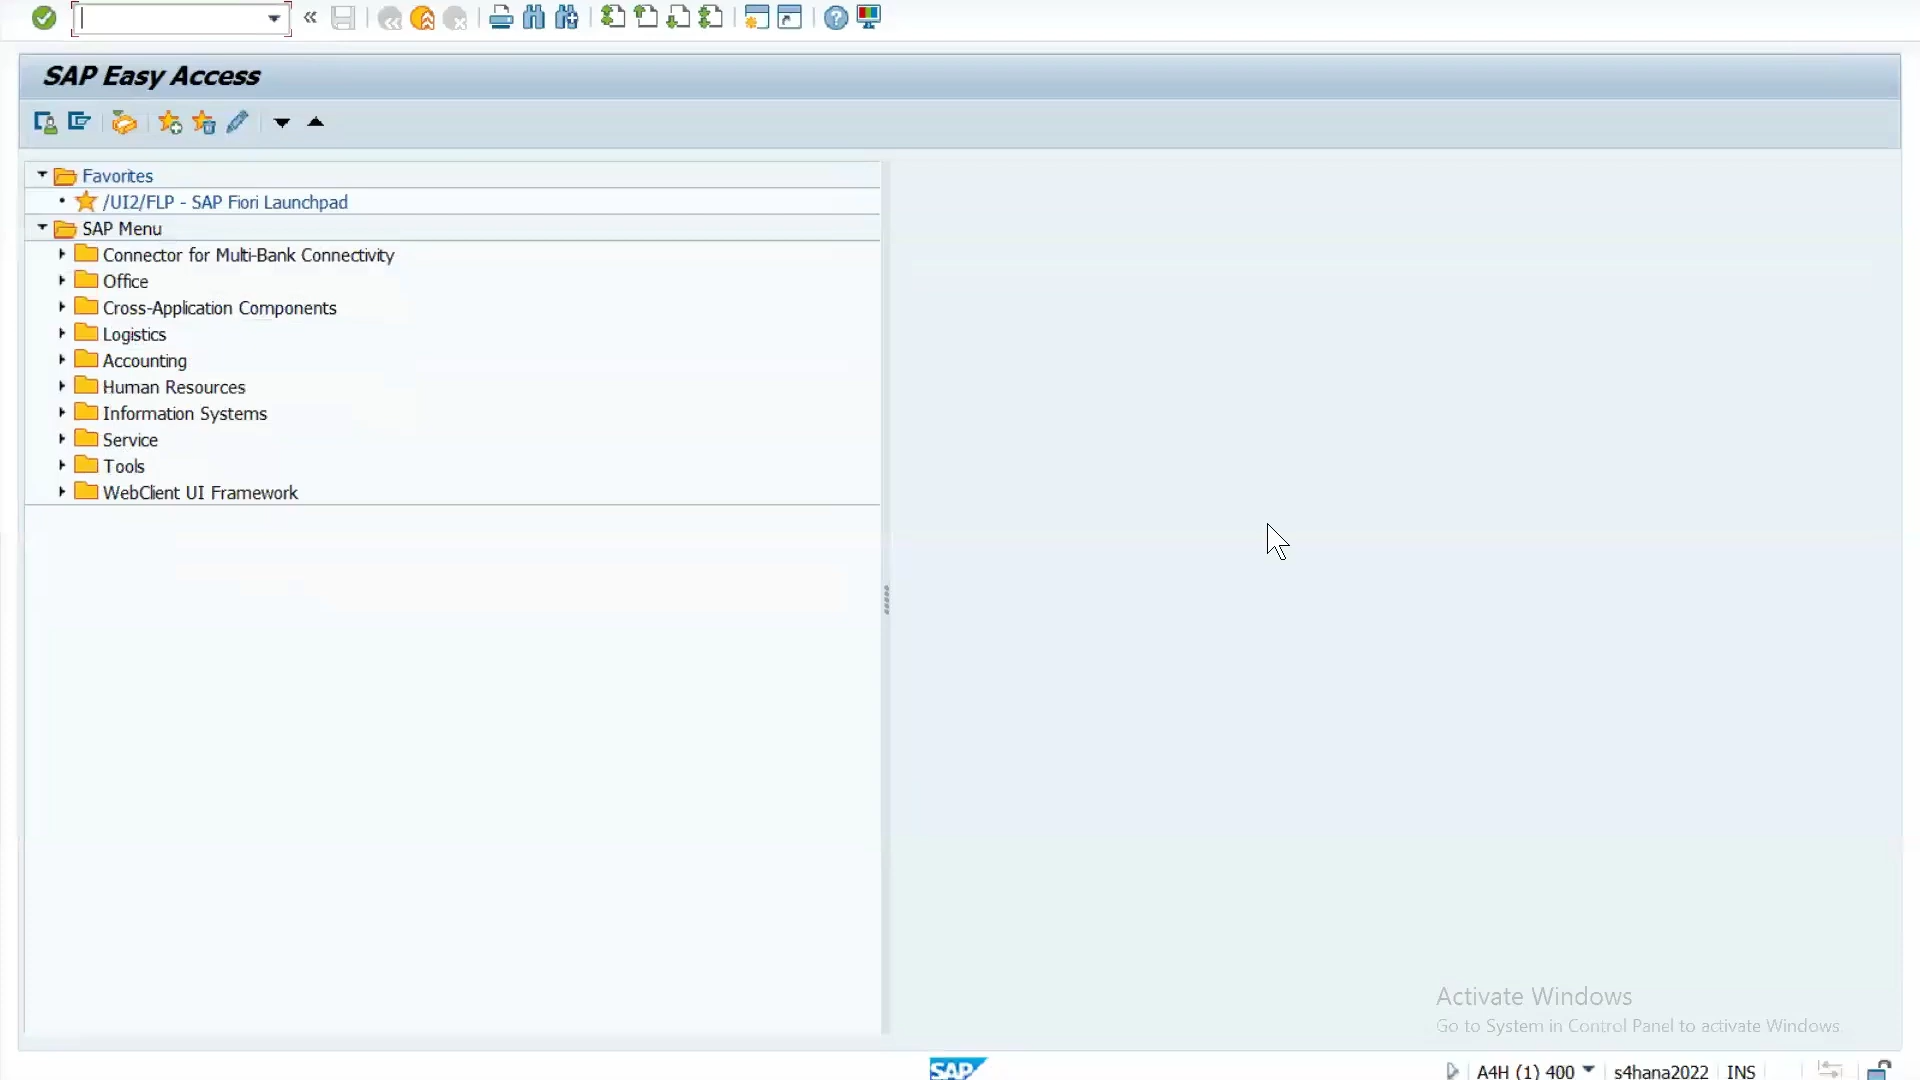 SAP Easy Access
Favorites
/UI2/FLP - SAP Fiori Launchpad
SAP Menu
Connector for Multi-Bank Connectivity
Office
Cross-Application Components
Logistics
Accounting
Human Resources
Information Systems
Service
Tools
WebClient UI Framework
Activate Windows
Go to System in Control Panel to activate Windows.
SAP
A4H (1) 400
s4hana2022
INS